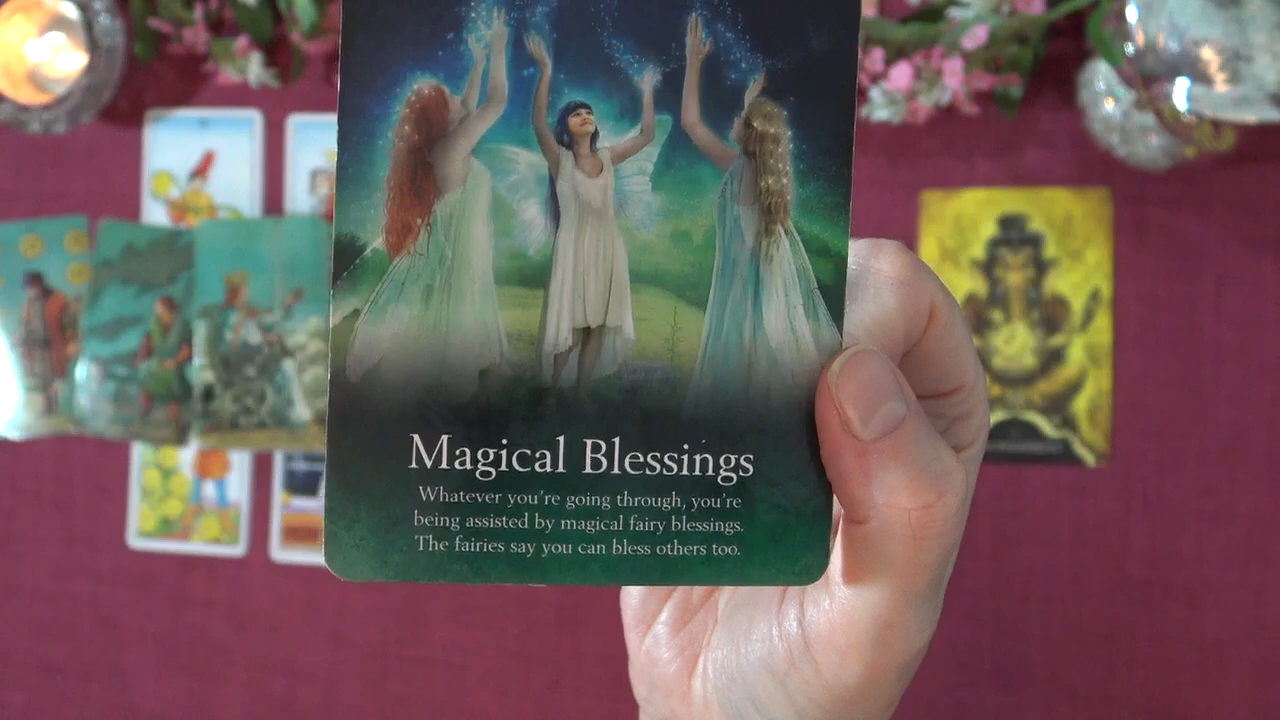 Magical Blessings
Whatever you're going through, you're
being assisted by magical fairy blessings.
The fairies say you can bless others too.